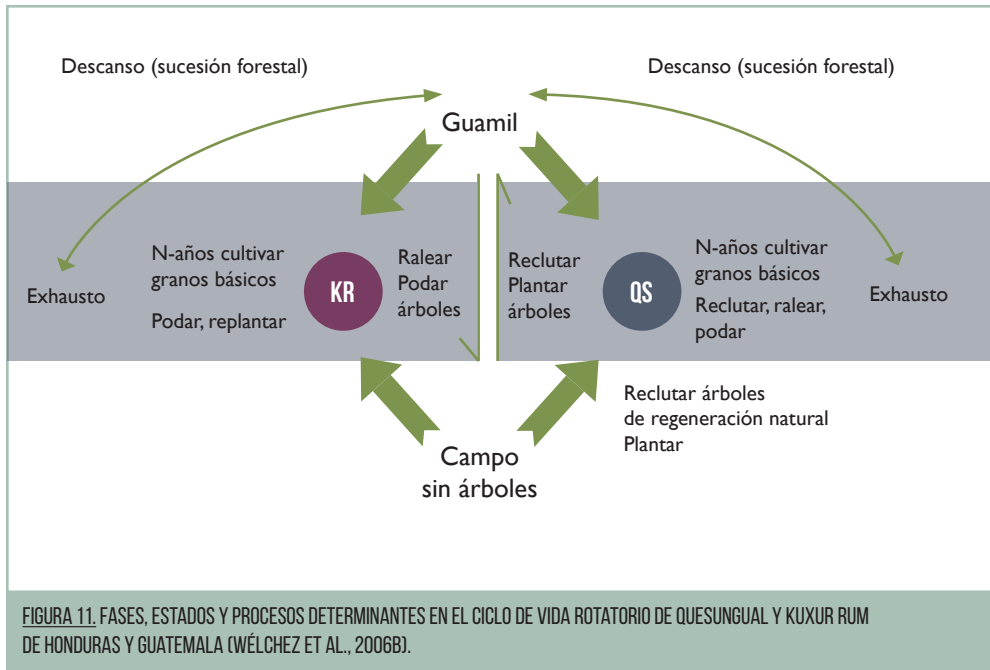 Descanso (sucesión forestal)
Descanso (sucesión forestal)
Guamil
Exhausto
N-años cultivar
granos básicos
Podar, replantar
KR
Ralear
Podar
árboles
Reclutar
Plantar
árboles
QS
N-años cultivar
granos básicos
Reclutar, ralear,
podar
Exhausto
Campo
sin árboles
Reclutar árboles
de regeneración natural
Plantar
FIGURA 11. FASES, ESTADOS Y PROCESOS DETERMINANTES EN EL CICLO DE VIDA ROTATORIO DE QUESUNGUAL Y KUXUR RUM
DE HONDURAS Y GUATEMALA (WÉLCHEZ ET AL., 2006B).